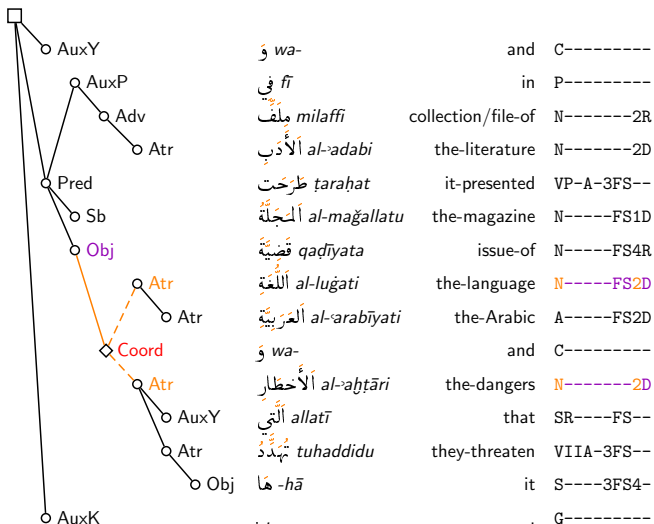 AuxY وَ wa- and C---------
AuxP فِي fī in P---------
Adv مِلَفِّ milaffi collection/file-of N-------2R
Atr اَلْأَدَبِ al-ʾadabi the-literature N-------2D
Pred طَرَحَت ṭaraḥat it-presented VP-A-3FS--
Sb اَلمَجَلَّةُ al-maǧallatu the-magazine N-----FS1D
Obj قَضِيَّةَ qaḍīyata issue-of N-----FS4R
Atr اَللُّغَةِ al-luġati the-language N-----FS2D
Atr اَلعَرَبِيَّةِ al-ʿarabīyati the-Arabic A-----FS2D
Coord وَ wa- and C---------
Atr اَلْأَخطَارِ al-ʾaḫṭāri the-dangers N-------2D
AuxY اَلَّتِي allatī that SR----FS--
Atr تُهَدِّدُ tuhaddidu they-threaten VIIA-3FS--
Obj هَا -hā it S----3FS4-
AuxK G---------